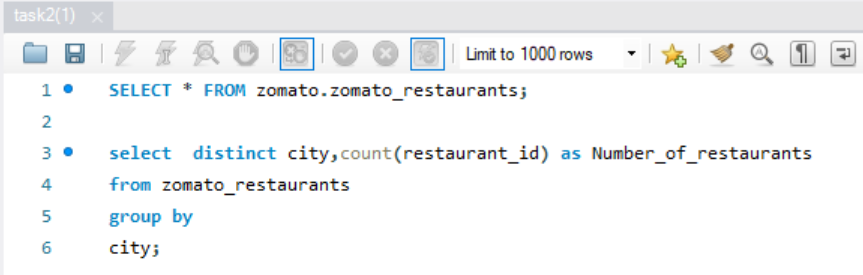 task2(1)
Limit to 1000 rows
1 SELECT * FROM zomato.zomato_restaurants;
2
3 select  distinct city,count(restaurant_id) as Number_of_restaurants
4 from zomato_restaurants
5 group by
6 city;